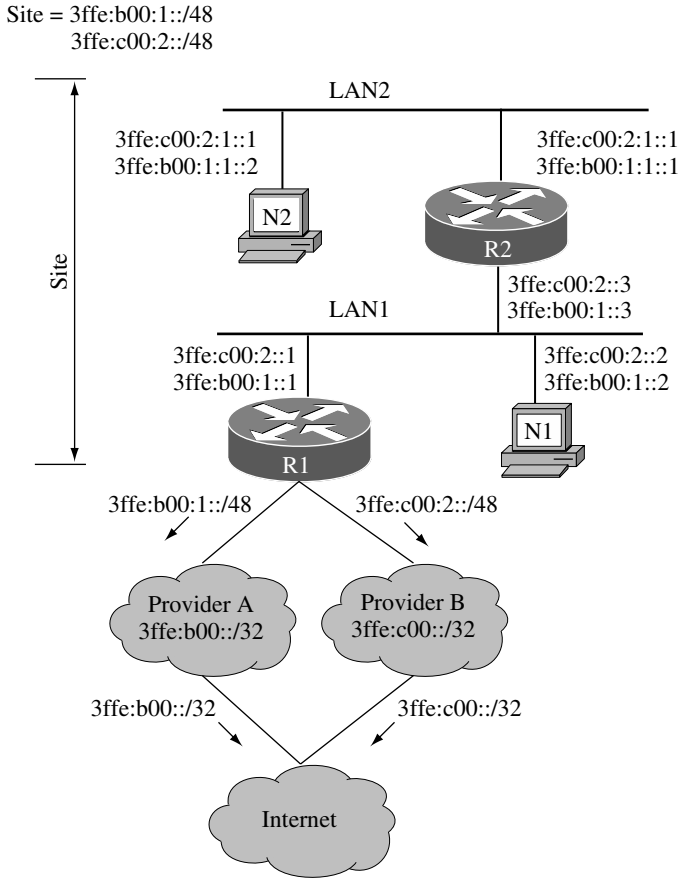 Site = 3ffe:b00:1::/48
3ffe:c00:2::/48
LAN2
3ffe:c00:2:1::1
3ffe:b00:1:1::2
3ffe:c00:2:1::1
3ffe:b00:1:1::1
N2
R2
Site
3ffe:c00:2::3
3ffe:b00:1::3
LAN1
3ffe:c00:2::1
3ffe:b00:1::1
3ffe:c00:2::2
3ffe:b00:1::2
N1
R1
3ffe:b00:1::/48
3ffe:c00:2::/48
Provider A
3ffe:b00::/32
Provider B
3ffe:c00::/32
3ffe:b00::/32
3ffe:c00::/32
Internet